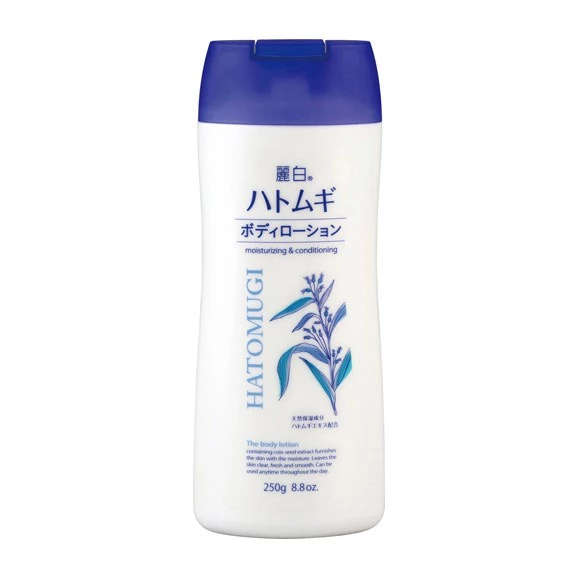 麗白®
ハトムギ
ボディローション
moisturizing & conditioning
HATOMUGI
天然保湿成分
ハトムギエキス配合
The body lotion
containing coix seed extract furnishes
the skin with the moisture. Leaves the
skin clear, fresh and smooth. Can be
used anytime throughout the day.
250g 8.8oz.